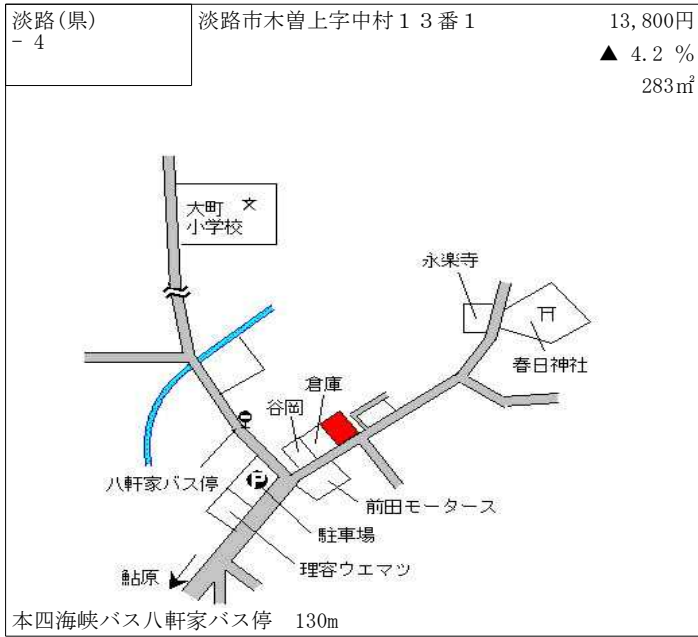 淡路(県)
- 4
淡路市木曽上字中村１３番１
13,800円
▲ 4.2 %
283㎡
大町
小学校
文
永楽寺
春日神社
倉庫
谷岡
八軒家バス停
P
前田モータース
駐車場
理容ウエマツ
鮎原
本四海峡バス八軒家バス停 130m